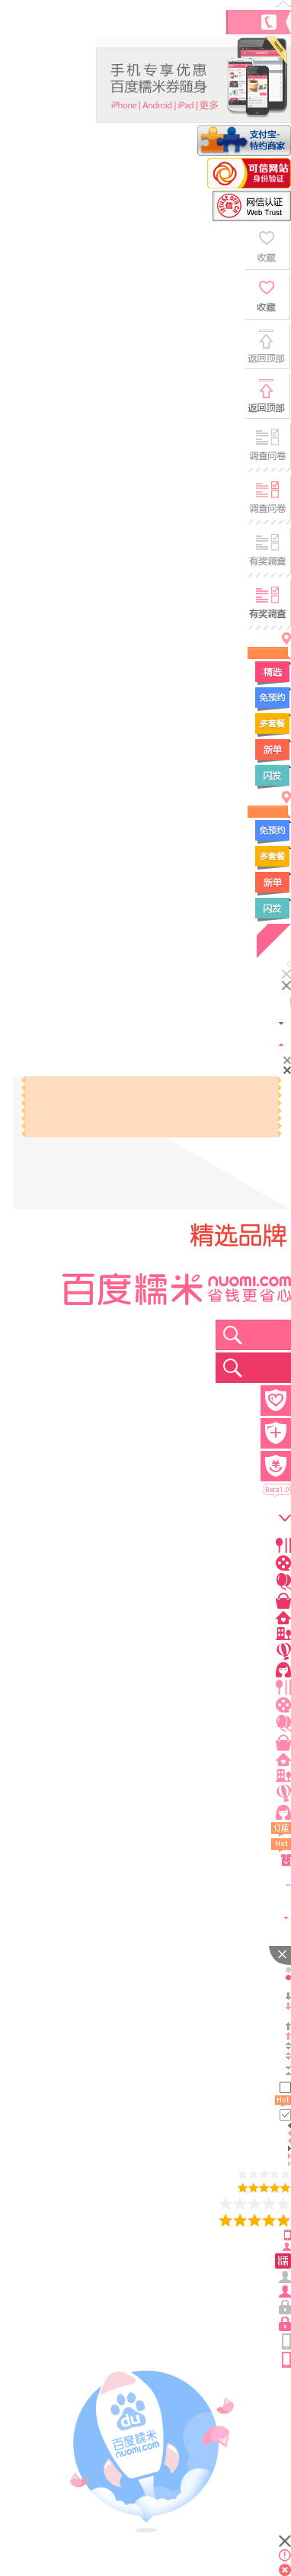 手机专享优惠
百度糯米券随身
iPhone | Android | iPad | 更多
支付宝-
特约商家
可信网站
身份验证
网信认证
Web Trust
收藏
收藏
返回顶部
返回顶部
调查问卷
调查问卷
有奖调查
有奖调查
精选
免预约
多套餐
新单
闪发
免预约
多套餐
新单
闪发
精选品牌
百度糯米 nuomi.com
省钱更省心
Beta1.0
订座
Hot
Hot
du
百度糯米
nuomi.com